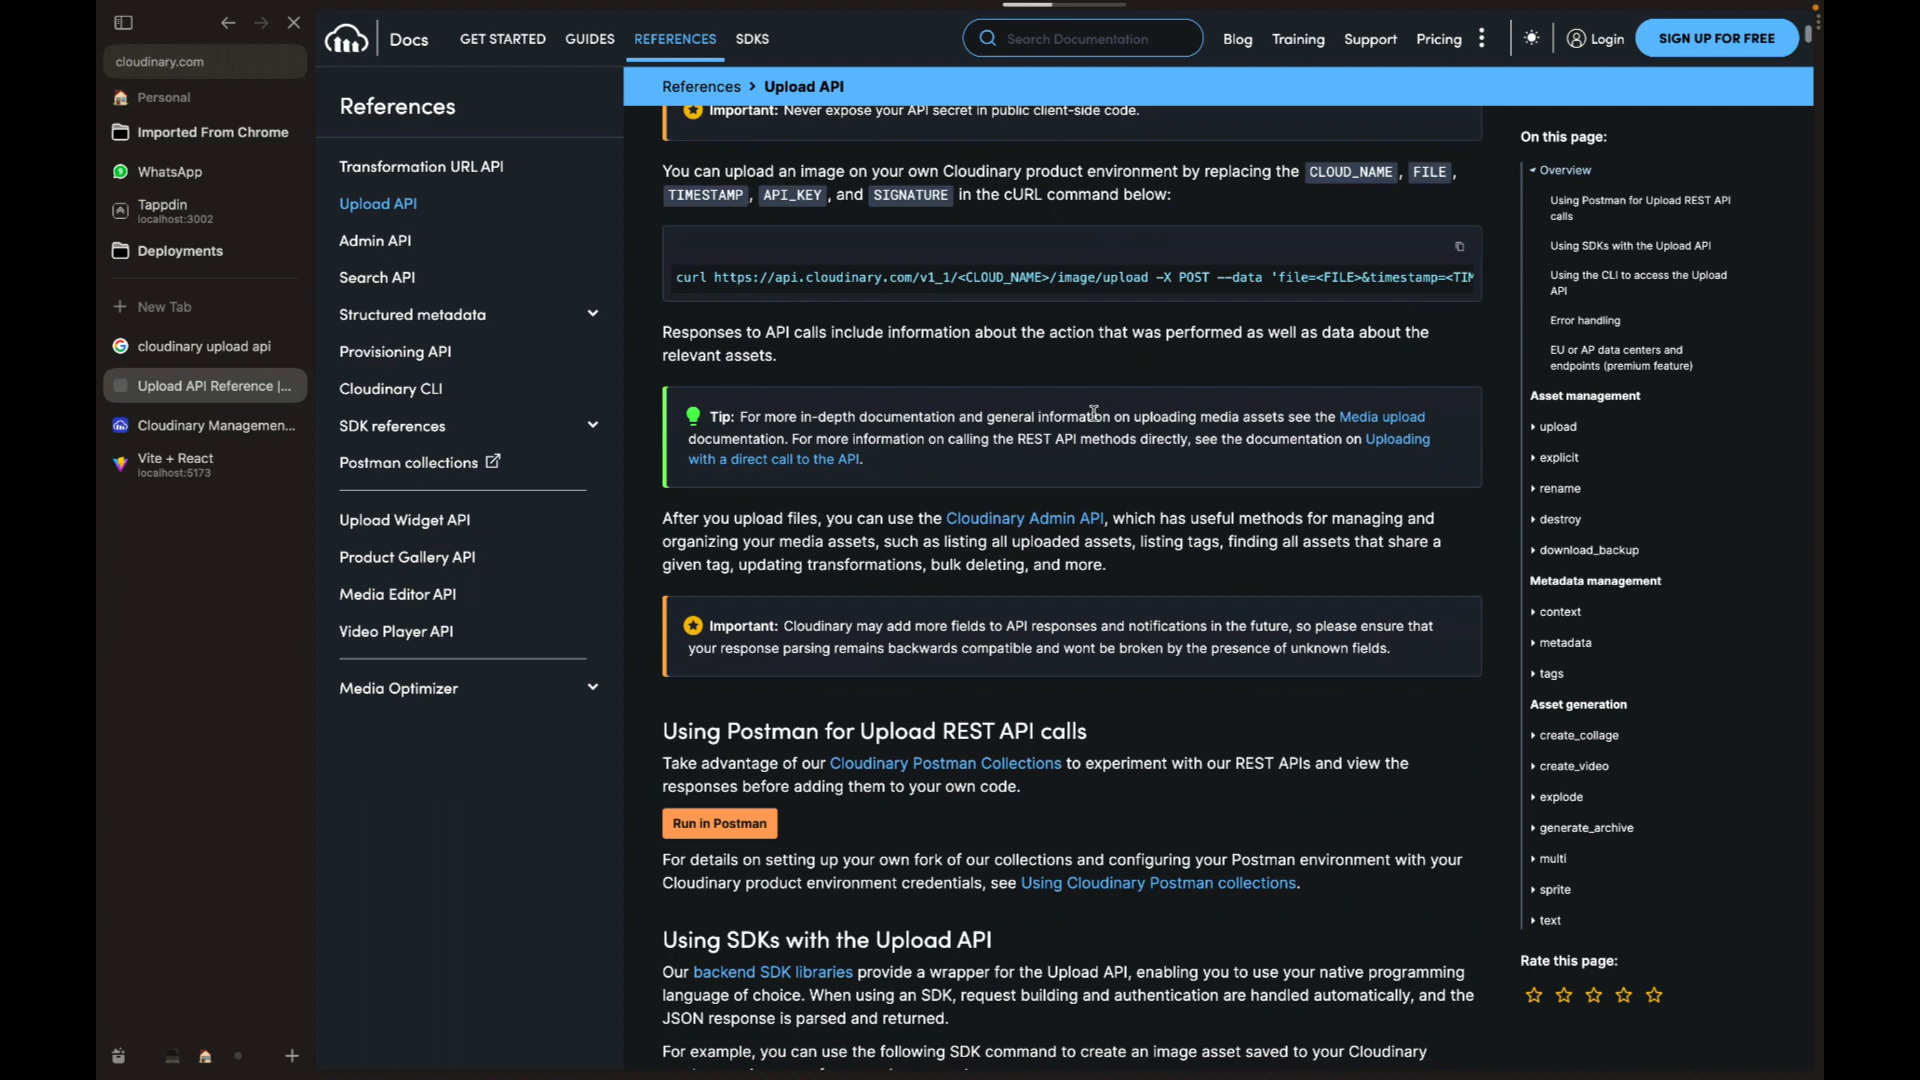 cloudinary.com
Personal
Imported From Chrome
WhatsApp
Tappdin
localhost:3002
Deployments
New Tab
cloudinary upload api
Upload API Reference |...
Cloudinary Managemen...
Vite + React
localhost:5173
Docs
GET STARTED
GUIDES
REFERENCES
SDKS
Search Documentation
Blog
Training
Support
Pricing
Login
SIGN UP FOR FREE
References
Transformation URL API
Upload API
Admin API
Search API
Structured metadata
Provisioning API
Cloudinary CLI
SDK references
Postman collections
Upload Widget API
Product Gallery API
Media Editor API
Video Player API
Media Optimizer
References > Upload API
Important: Never expose your API secret in public client-side code.
You can upload an image on your own Cloudinary product environment by replacing the CLOUD_NAME, FILE,
TIMESTAMP, API_KEY, and SIGNATURE in the cURL command below:
curl https://api.cloudinary.com/v1_1/<CLOUD_NAME>/image/upload -X POST --data 'file=<FILE>&timestamp=<TIM
Responses to API calls include information about the action that was performed as well as data about the
relevant assets.
Tip: For more in-depth documentation and general information on uploading media assets see the Media upload
documentation. For more information on calling the REST API methods directly, see the documentation on Uploading
with a direct call to the API.
After you upload files, you can use the Cloudinary Admin API, which has useful methods for managing and
organizing your media assets, such as listing all uploaded assets, listing tags, finding all assets that share a
given tag, updating transformations, bulk deleting, and more.
Important: Cloudinary may add more fields to API responses and notifications in the future, so please ensure that
your response parsing remains backwards compatible and wont be broken by the presence of unknown fields.
Using Postman for Upload REST API calls
Take advantage of our Cloudinary Postman Collections to experiment with our REST APIs and view the
responses before adding them to your own code.
Run in Postman
For details on setting up your own fork of our collections and configuring your Postman environment with your
Cloudinary product environment credentials, see Using Cloudinary Postman collections.
Using SDKs with the Upload API
Our backend SDK libraries provide a wrapper for the Upload API, enabling you to use your native programming
language of choice. When using an SDK, request building and authentication are handled automatically, and the
JSON response is parsed and returned.
For example, you can use the following SDK command to create an image asset saved to your Cloudinary
On this page:
Overview
Using Postman for Upload REST API
calls
Using SDKs with the Upload API
Using the CLI to access the Upload
API
Error handling
EU or AP data centers and
endpoints (premium feature)
Asset management
upload
explicit
rename
destroy
download_backup
Metadata management
context
metadata
tags
Asset generation
create_collage
create_video
explode
generate_archive
multi
sprite
text
Rate this page: